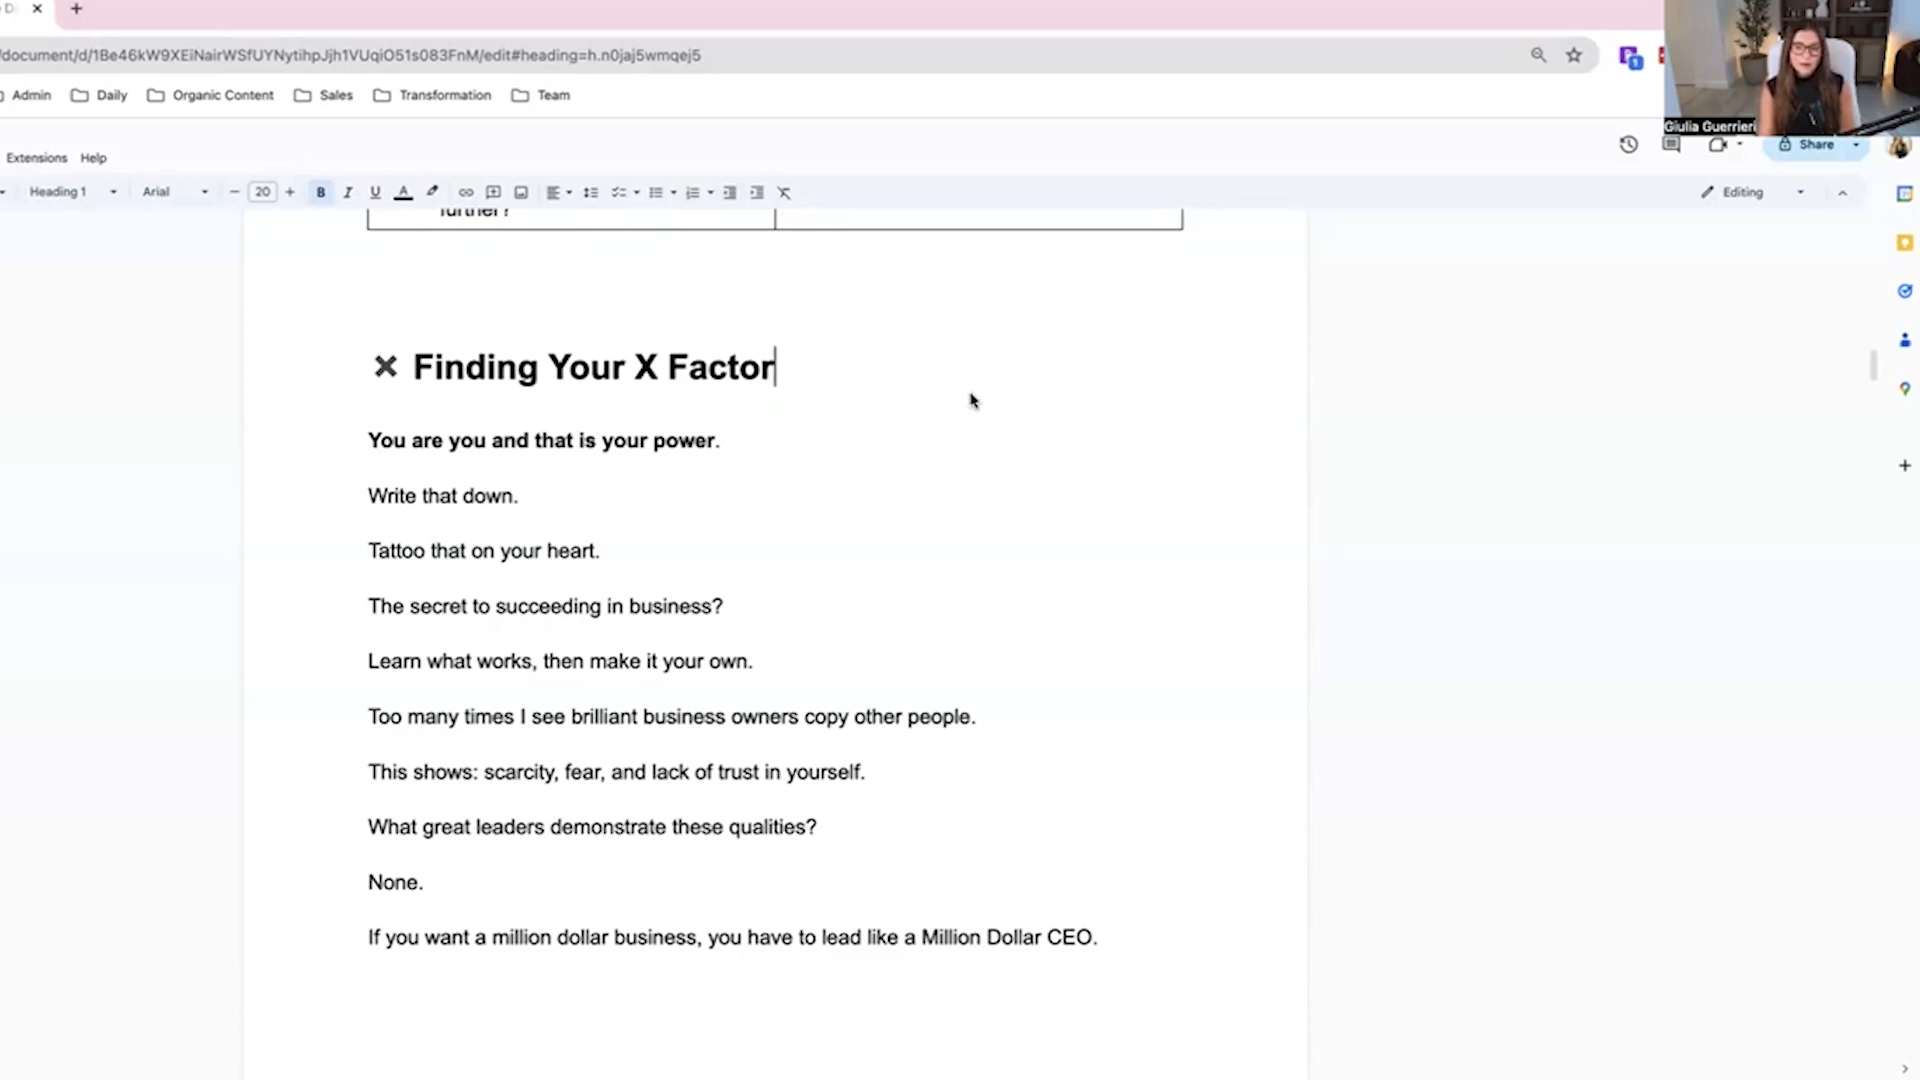 /document/d/1Be46kW9XEiNairWSfUYNytihpJjh1VUqiO51s083FnM/edit#heading=h.n0jaj5wmqej5
Admin Daily Organic Content Sales Transformation Team
Giulia Guerrieri
Extensions Help
Share
Heading 1 Arial 20 B I U A Editing
further?
Finding Your X Factor
You are you and that is your power.
Write that down.
Tattoo that on your heart.
The secret to succeeding in business?
Learn what works, then make it your own.
Too many times I see brilliant business owners copy other people.
This shows: scarcity, fear, and lack of trust in yourself.
What great leaders demonstrate these qualities?
None.
If you want a million dollar business, you have to lead like a Million Dollar CEO.